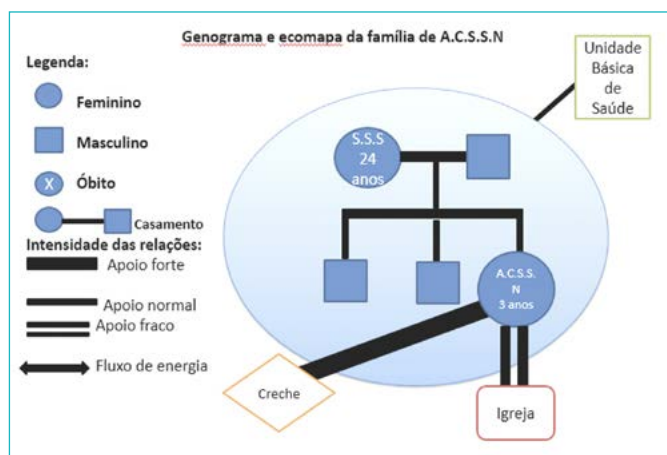 Genograma e ecomapa da família de A.C.S.S.N
Legenda:
Feminino
Masculino
X
Óbito
Casamento
Intensidade das relações:
Apoio forte
Apoio normal
Apoio fraco
Fluxo de energia
Unidade
Básica
de
Saúde
S.S.S
24
anos
A.C.S.S.
N
3 anos
Creche
Igreja